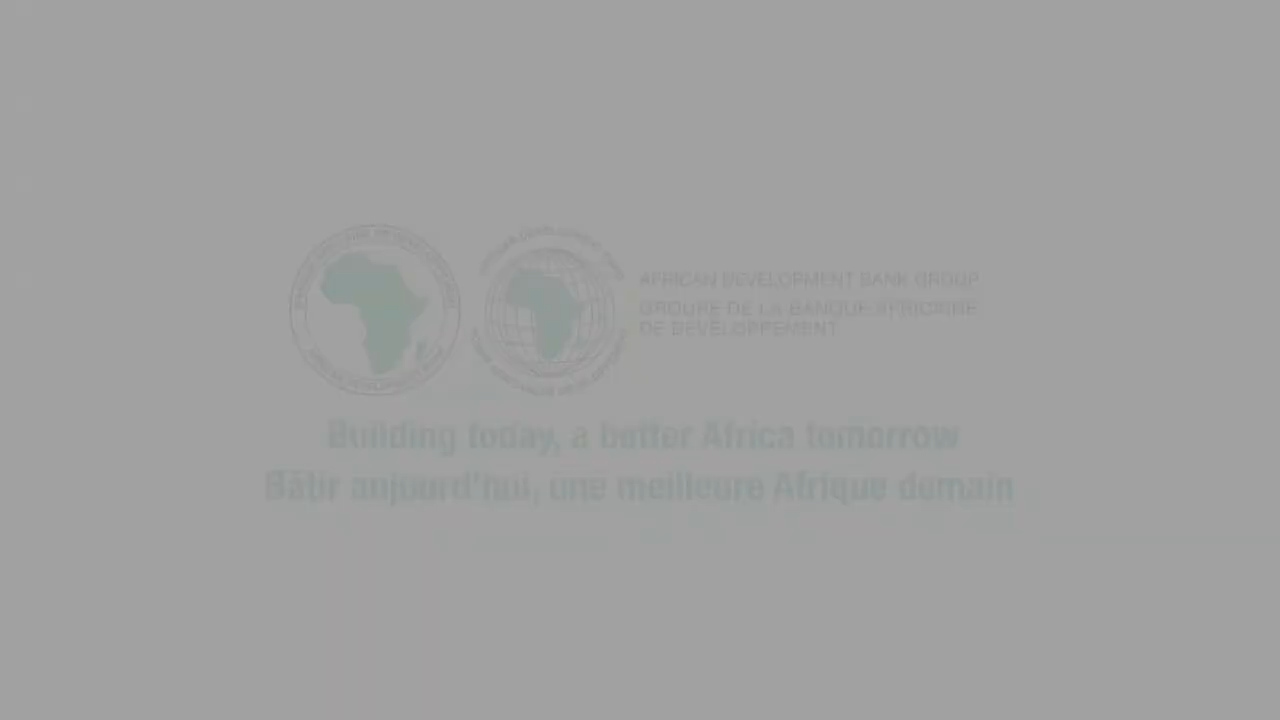 AFRICAN DEVELOPMENT BANK GROUP
GROUPE DE LA BANQUE AFRICAINE
DE DEVELOPPEMENT
Building today, a better Africa tomorrow
Bâtir aujourd'hui, une meilleure Afrique demain